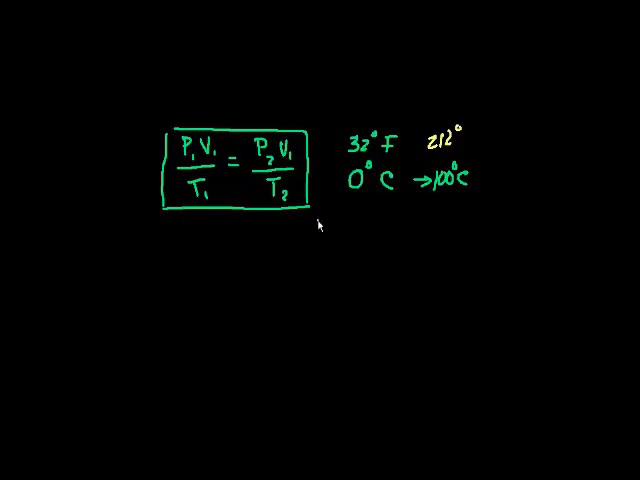 P₁V₁/T₁ = P₂V₁/T₂
32° F 212°
0° C →100°C